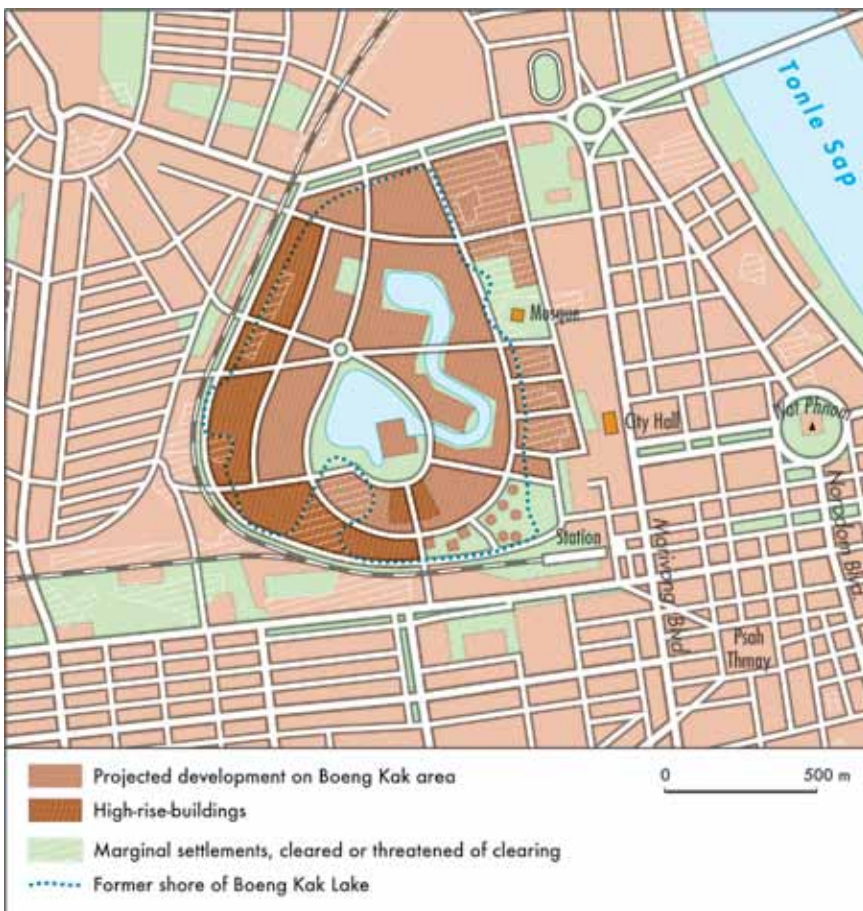 Tonle Sap
Mosque
City Hall
Nat Phnom
Station
Norodom Blvd.
Monivong Blvd.
Psah
Thmay
Projected development on Boeng Kak area
0 500 m
High-rise-buildings
Marginal settlements, cleared or threatened of clearing
Former shore of Boeng Kak Lake